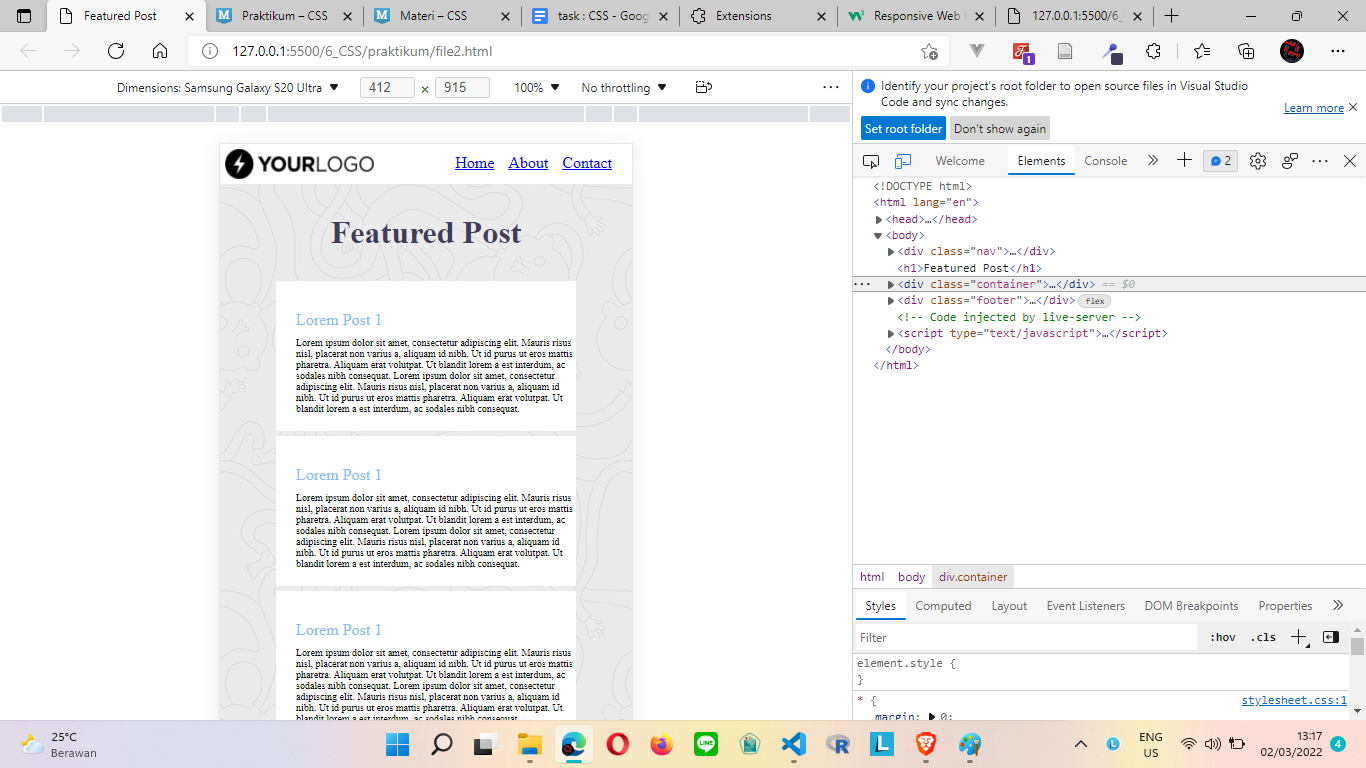 Featured Post
Praktikum – CSS
Materi – CSS
task : CSS - Goog
Extensions
Responsive Web
127.0.0.1:5500/6_
127.0.0.1:5500/6_CSS/praktikum/file2.html
1
Dimensions: Samsung Galaxy S20 Ultra
412
×
915
100%
No throttling
YOURLOGO
Home
About
Contact
Featured Post
Lorem Post 1
Lorem ipsum dolor sit amet, consectetur adipiscing elit. Mauris risus
nisl, placerat non varius a, aliquam id nibh. Ut id purus ut eros mattis
pharetra. Aliquam erat volutpat. Ut blandit lorem a est interdum, ac
sodales nibh consequat. Lorem ipsum dolor sit amet, consectetur
adipiscing elit. Mauris risus nisl, placerat non varius a, aliquam id
nibh. Ut id purus ut eros mattis pharetra. Aliquam erat volutpat. Ut
blandit lorem a est interdum, ac sodales nibh consequat.
Lorem Post 1
Lorem ipsum dolor sit amet, consectetur adipiscing elit. Mauris risus
nisl, placerat non varius a, aliquam id nibh. Ut id purus ut eros mattis
pharetra. Aliquam erat volutpat. Ut blandit lorem a est interdum, ac
sodales nibh consequat. Lorem ipsum dolor sit amet, consectetur
adipiscing elit. Mauris risus nisl, placerat non varius a, aliquam id
nibh. Ut id purus ut eros mattis pharetra. Aliquam erat volutpat. Ut
blandit lorem a est interdum, ac sodales nibh consequat.
Lorem Post 1
Lorem ipsum dolor sit amet, consectetur adipiscing elit. Mauris risus
nisl, placerat non varius a, aliquam id nibh. Ut id purus ut eros mattis
pharetra. Aliquam erat volutpat. Ut blandit lorem a est interdum, ac
sodales nibh consequat. Lorem ipsum dolor sit amet, consectetur
adipiscing elit. Mauris risus nisl, placerat non varius a, aliquam id
nibh. Ut id purus ut eros mattis pharetra. Aliquam erat volutpat. Ut
blandit lorem a est interdum, ac sodales nibh consequat.
Identify your project's root folder to open source files in Visual Studio
Code and sync changes.
Learn more
Set root folder
Don't show again
Welcome
Elements
Console
2
<!DOCTYPE html>
<html lang="en">
<head>…</head>
<body>
<div class="nav">…</div>
<h1>Featured Post</h1>
<div class="container">…</div> == $0
<div class="footer">…</div> flex
<!-- Code injected by live-server -->
<script type="text/javascript">…</script>
</body>
</html>
html
body
div.container
Styles
Computed
Layout
Event Listeners
DOM Breakpoints
Properties
Filter
:hov
.cls
element.style {
}
* {
stylesheet.css:1
margin: 0;
25°C
Berawan
LINE
R
L
L
ENG
US
13:17
02/03/2022
4